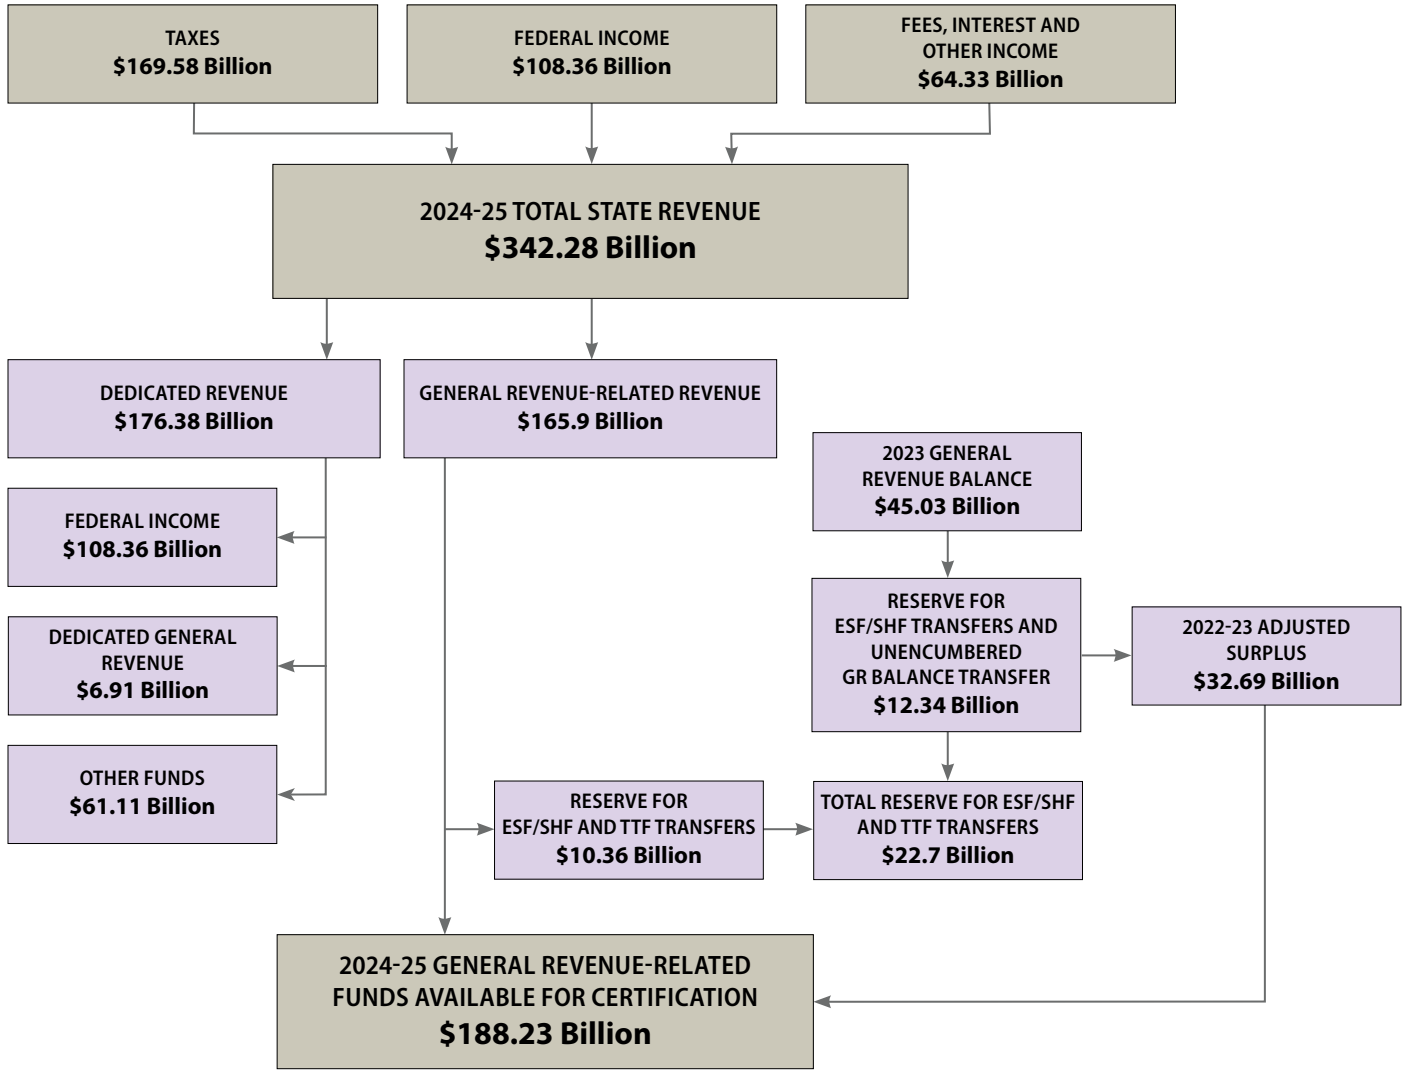 TAXES
$169.58 Billion
FEDERAL INCOME
$108.36 Billion
FEES, INTEREST AND
OTHER INCOME
$64.33 Billion
2024-25 TOTAL STATE REVENUE
$342.28 Billion
DEDICATED REVENUE
$176.38 Billion
GENERAL REVENUE-RELATED REVENUE
$165.9 Billion
FEDERAL INCOME
$108.36 Billion
DEDICATED GENERAL
REVENUE
$6.91 Billion
OTHER FUNDS
$61.11 Billion
2023 GENERAL
REVENUE BALANCE
$45.03 Billion
RESERVE FOR
ESF/SHF TRANSFERS AND
UNENCUMBERED
GR BALANCE TRANSFER
$12.34 Billion
2022-23 ADJUSTED
SURPLUS
$32.69 Billion
RESERVE FOR
ESF/SHF AND TTF TRANSFERS
$10.36 Billion
TOTAL RESERVE FOR ESF/SHF
AND TTF TRANSFERS
$22.7 Billion
2024-25 GENERAL REVENUE-RELATED
FUNDS AVAILABLE FOR CERTIFICATION
$188.23 Billion